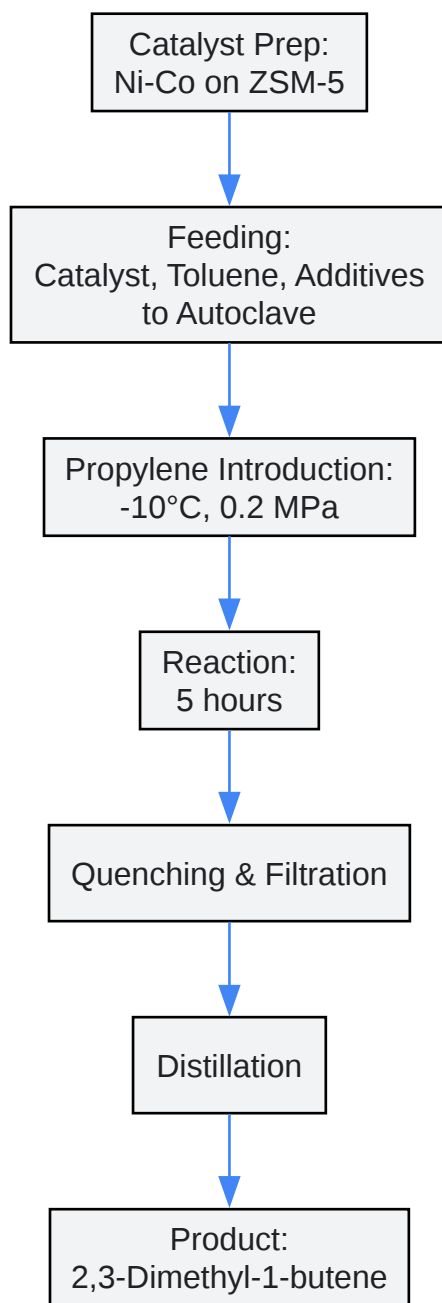 Catalyst Prep:
Ni-Co on ZSM-5
Feeding:
Catalyst, Toluene, Additives
to Autoclave
Propylene Introduction:
-10°C, 0.2 MPa
Reaction:
5 hours
Quenching & Filtration
Distillation
Product:
2,3-Dimethyl-1-butene